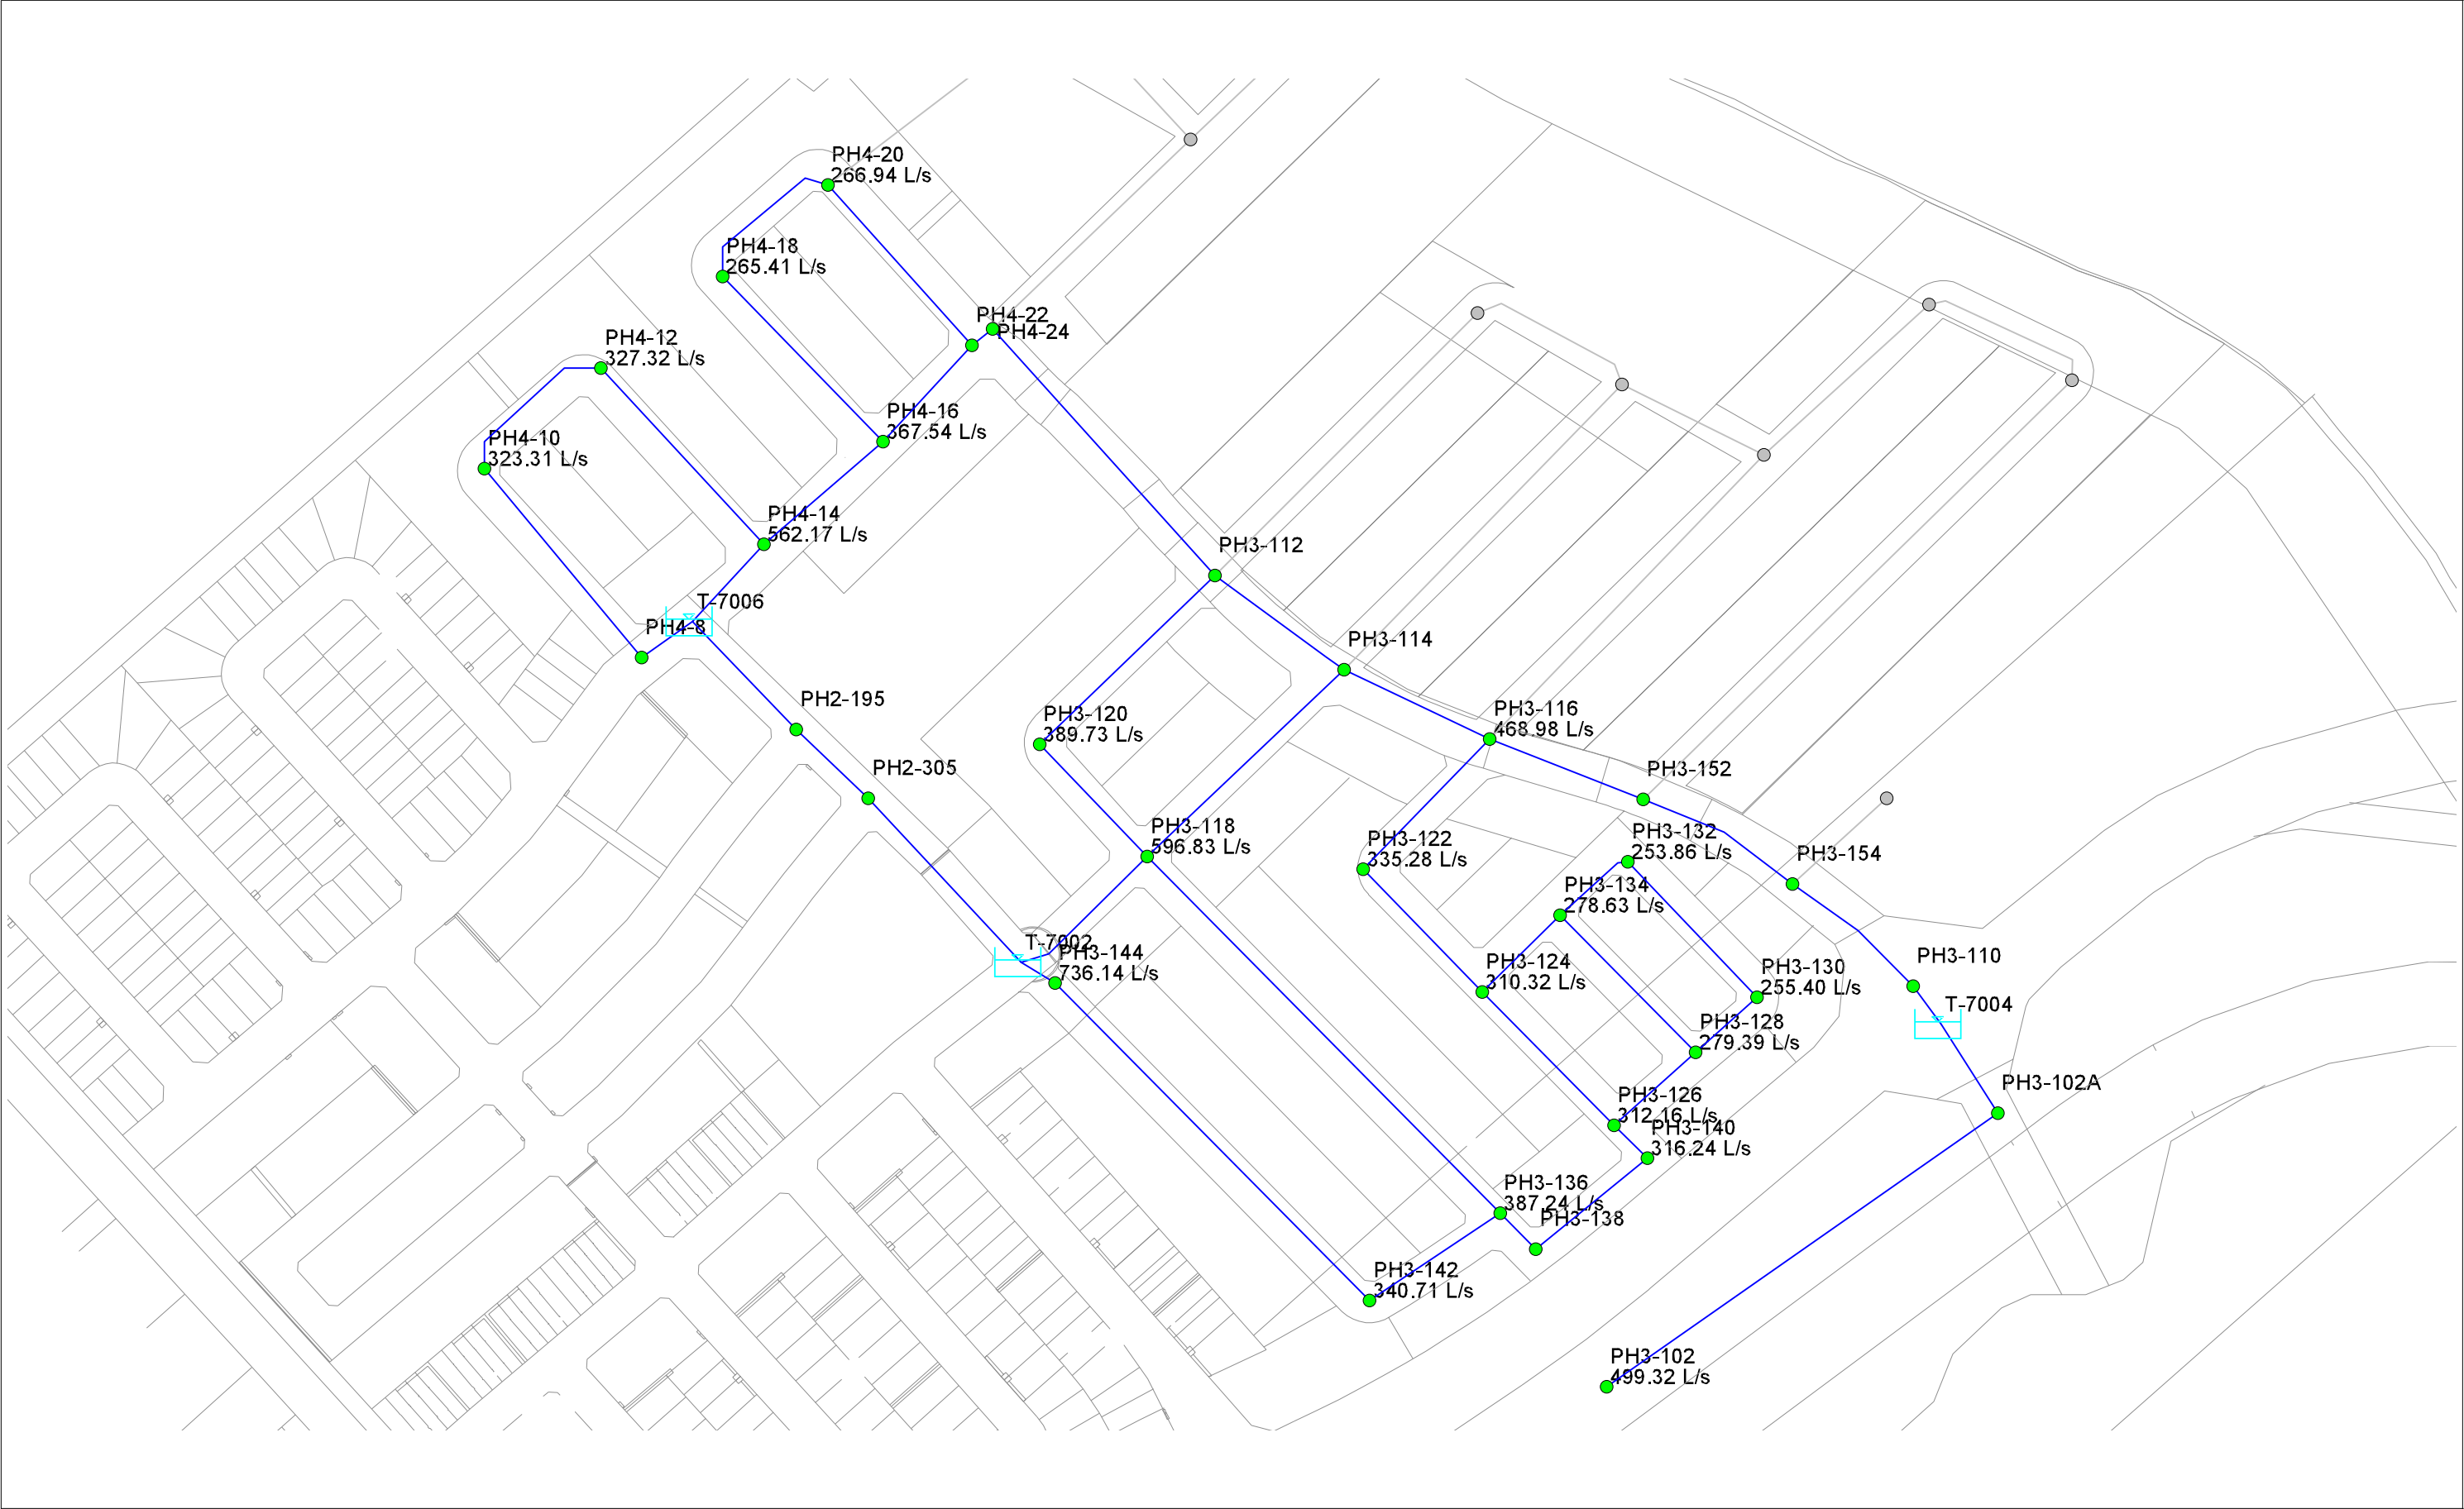 PH4-20
266.94 L/s
PH4-18
265.41 L/s
PH4-22
PH4-24
PH4-12
327.32 L/s
PH4-16
367.54 L/s
PH4-10
323.31 L/s
PH4-14
562.17 L/s
PH3-112
T-7006
PH4-8
PH3-114
PH2-195
PH3-116
468.98 L/s
PH3-120
389.73 L/s
PH2-305
PH3-152
PH3-118
596.83 L/s
PH3-132
253.86 L/s
PH3-122
335.28 L/s
PH3-154
PH3-134
278.63 L/s
T-7002
PH3-144
736.14 L/s
PH3-110
PH3-124
310.32 L/s
PH3-130
255.40 L/s
T-7004
PH3-128
279.39 L/s
PH3-102A
PH3-126
312.16 L/s
PH3-140
316.24 L/s
PH3-136
387.24 L/s
PH3-138
PH3-142
340.71 L/s
PH3-102
499.32 L/s